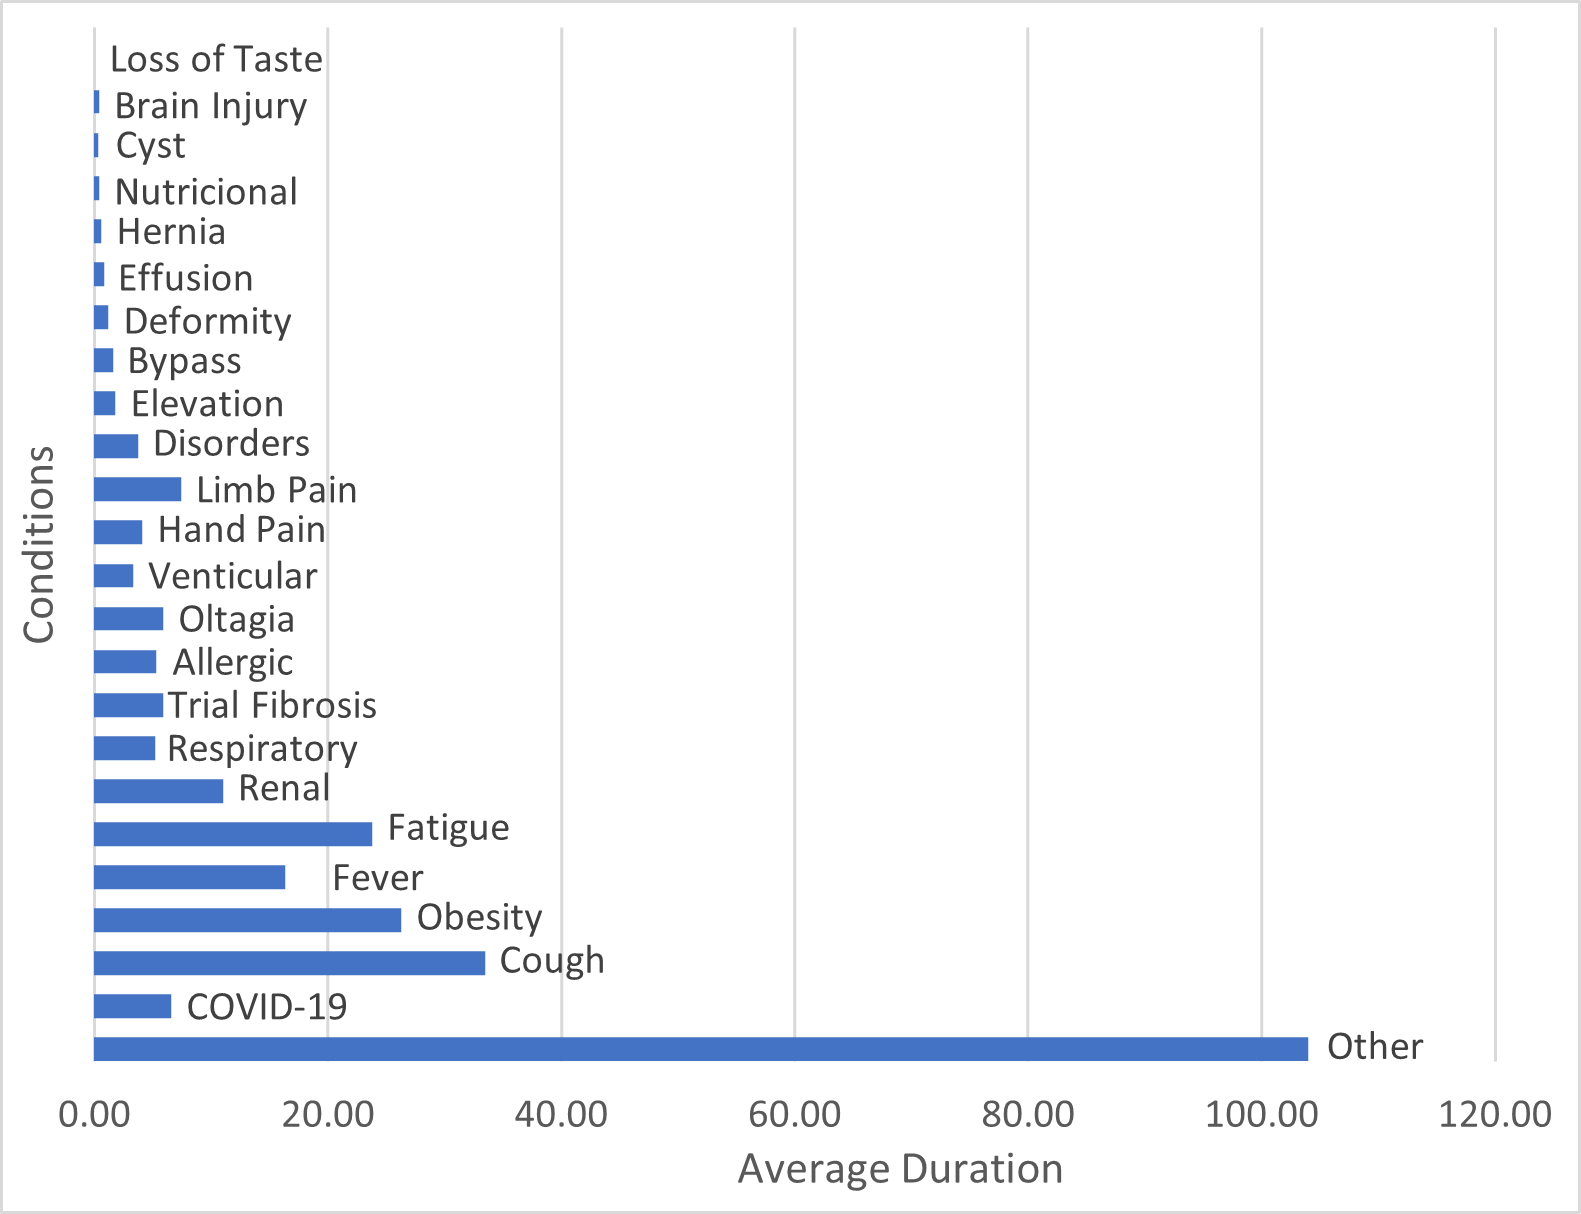 Loss of Taste
Brain Injury
Cyst
Nutricional
Hernia
Effusion
Deformity
Bypass
Elevation
Disorders
Limb Pain
Hand Pain
Venticular
Oltagia
Allergic
Trial Fibrosis
Respiratory
Renal
Fatigue
Fever
Obesity
Cough
COVID-19
Other
Conditions
0.00 20.00 40.00 60.00 80.00 100.00 120.00
Average Duration